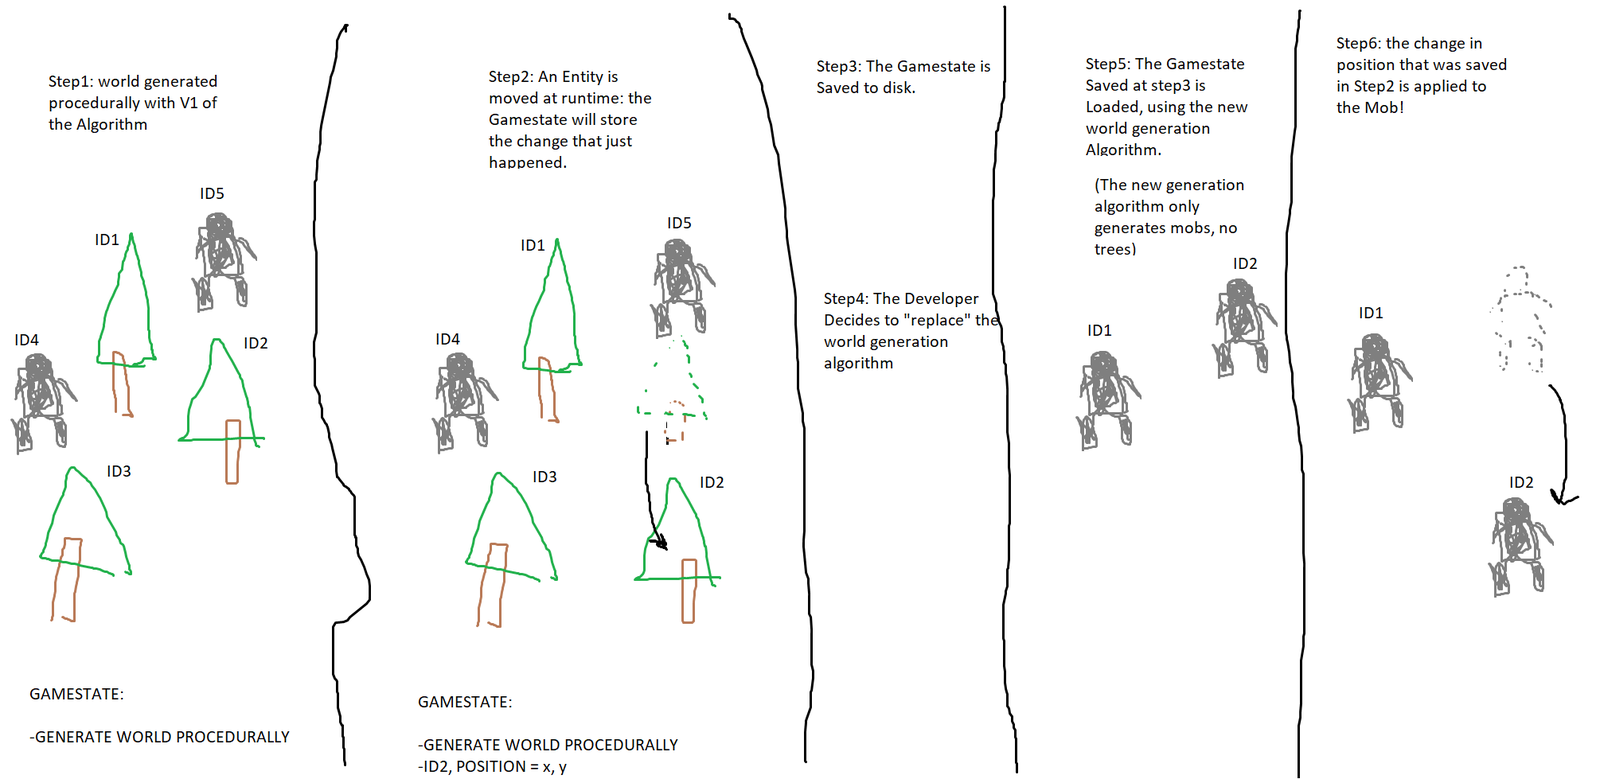 Step1: world generated
procedurally with V1 of
the Algorithm
ID5
ID1
ID4
ID2
ID3
GAMESTATE:
-GENERATE WORLD PROCEDURALLY
Step2: An Entity is
moved at runtime: the
Gamestate will store
the change that just
happened.
ID5
ID1
ID4
ID3
ID2
GAMESTATE:
-GENERATE WORLD PROCEDURALLY
-ID2, POSITION = x, y
Step3: The Gamestate is
Saved to disk.
Step4: The Developer
Decides to "replace" the
world generation
algorithm
Step5: The Gamestate
Saved at step3 is
Loaded, using the new
world generation
Algorithm.
(The new generation
algorithm only
generates mobs, no
trees)
ID2
ID1
Step6: the change in
position that was saved
in Step2 is applied to
the Mob!
ID1
ID2